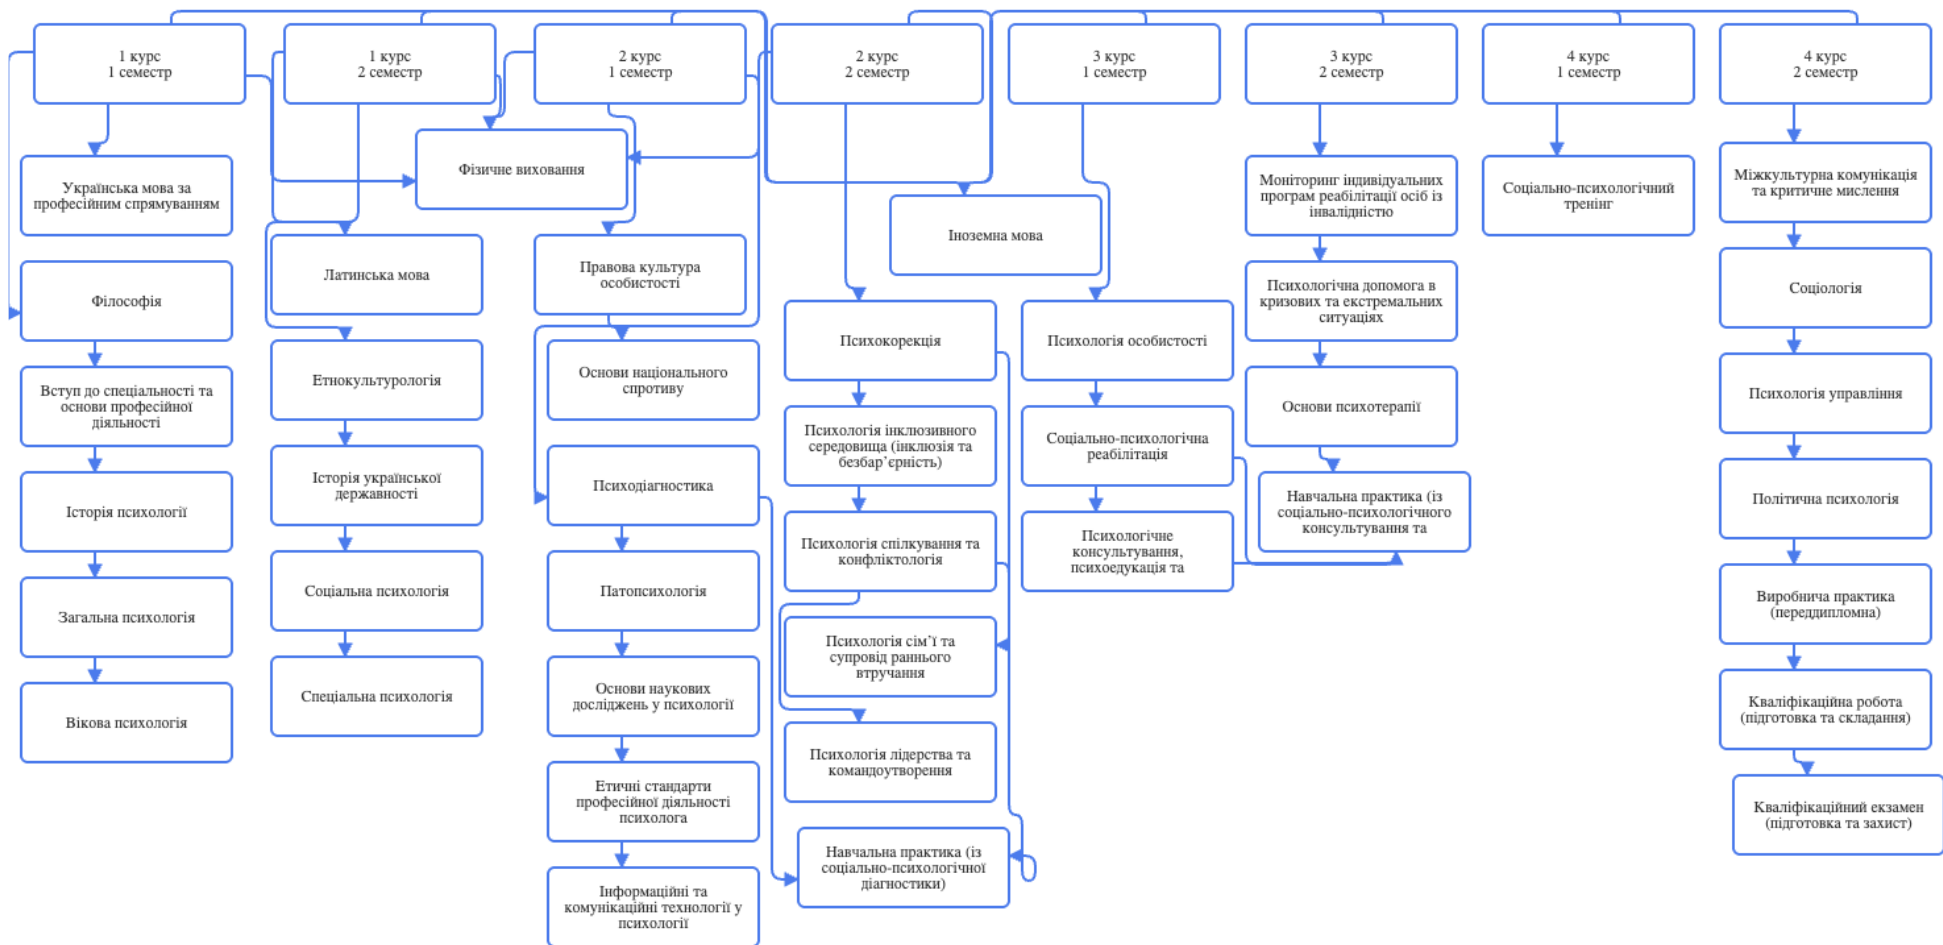 1 курс
1 семестр
1 курс
2 семестр
2 курс
1 семестр
2 курс
2 семестр
3 курс
1 семестр
3 курс
2 семестр
4 курс
1 семестр
4 курс
2 семестр
Українська мова за
професійним спрямуванням
Філософія
Вступ до спеціальності та
основи професійної
діяльності
Історія психології
Загальна психологія
Вікова психологія
Фізичне виховання
Латинська мова
Етнокультурологія
Історія української
державності
Соціальна психологія
Спеціальна психологія
Правова культура
особистості
Основи національного
спротиву
Психодіагностика
Патопсихологія
Основи наукових
досліджень у психології
Етичні стандарти
професійної діяльності
психолога
Інформаційні та
комунікаційні технології у
психології
Іноземна мова
Психокорекція
Психологія інклюзивного
середовища (інклюзія та
безбар’єрність)
Психологія спілкування та
конфліктологія
Психологія сім’ї та
супровід раннього
втручання
Психологія лідерства та
командоутворення
Навчальна практика (із
соціально-психологічної
діагностики)
Психологія особистості
Соціально-психологічна
реабілітація
Психологічне
консультування,
психоедукація та
Моніторинг індивідуальних
програм реабілітації осіб із
інвалідністю
Психологічна допомога в
кризових та екстремальних
ситуаціях
Основи психотерапії
Навчальна практика (із
соціально-психологічного
консультування та
Соціально-психологічний
тренінг
Міжкультурна комунікація
та критичне мислення
Соціологія
Психологія управління
Політична психологія
Виробнича практика
(переддипломна)
Кваліфікаційна робота
(підготовка та складання)
Кваліфікаційний екзамен
(підготовка та захист)